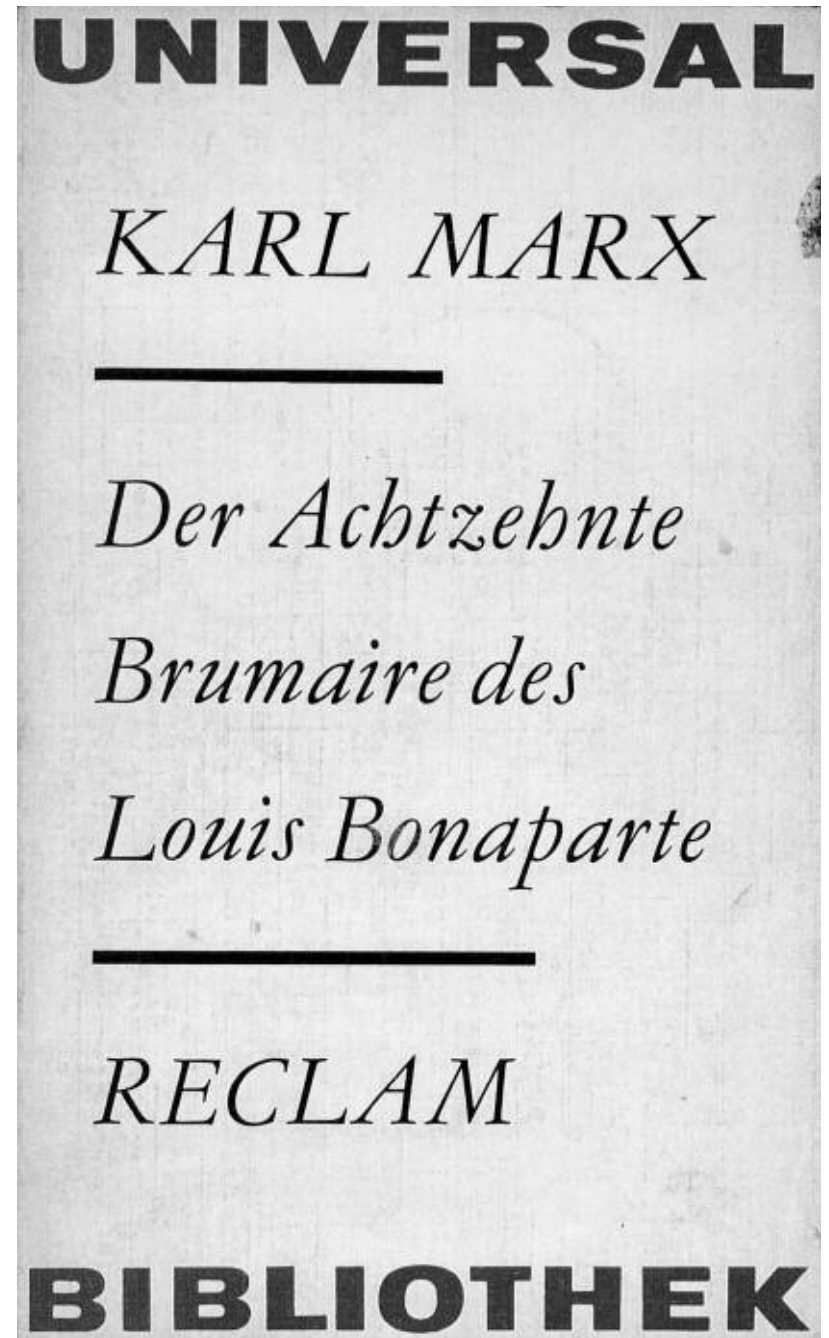 UNIVERSAL
KARL MARX
Der Achtzehnte
Brumaire des
Louis Bonaparte
RECLAM
BIBLIOTHEK